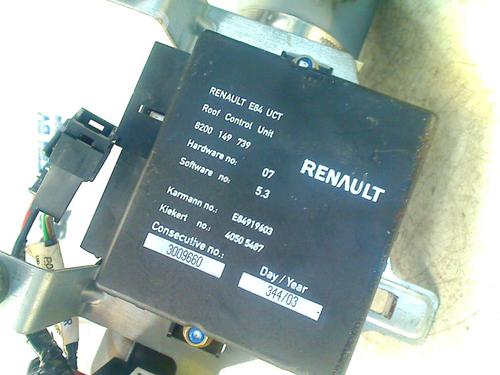 RENAULT E84 UCT
Roof Control Unit
8200 149 739
Hardware no: 07
Software no: 5.3
RENAULT
Karmann no.: E84919603
Kiekert no.: 4050 5487
Consecutive no.:
3009660
Day / Year
344/03